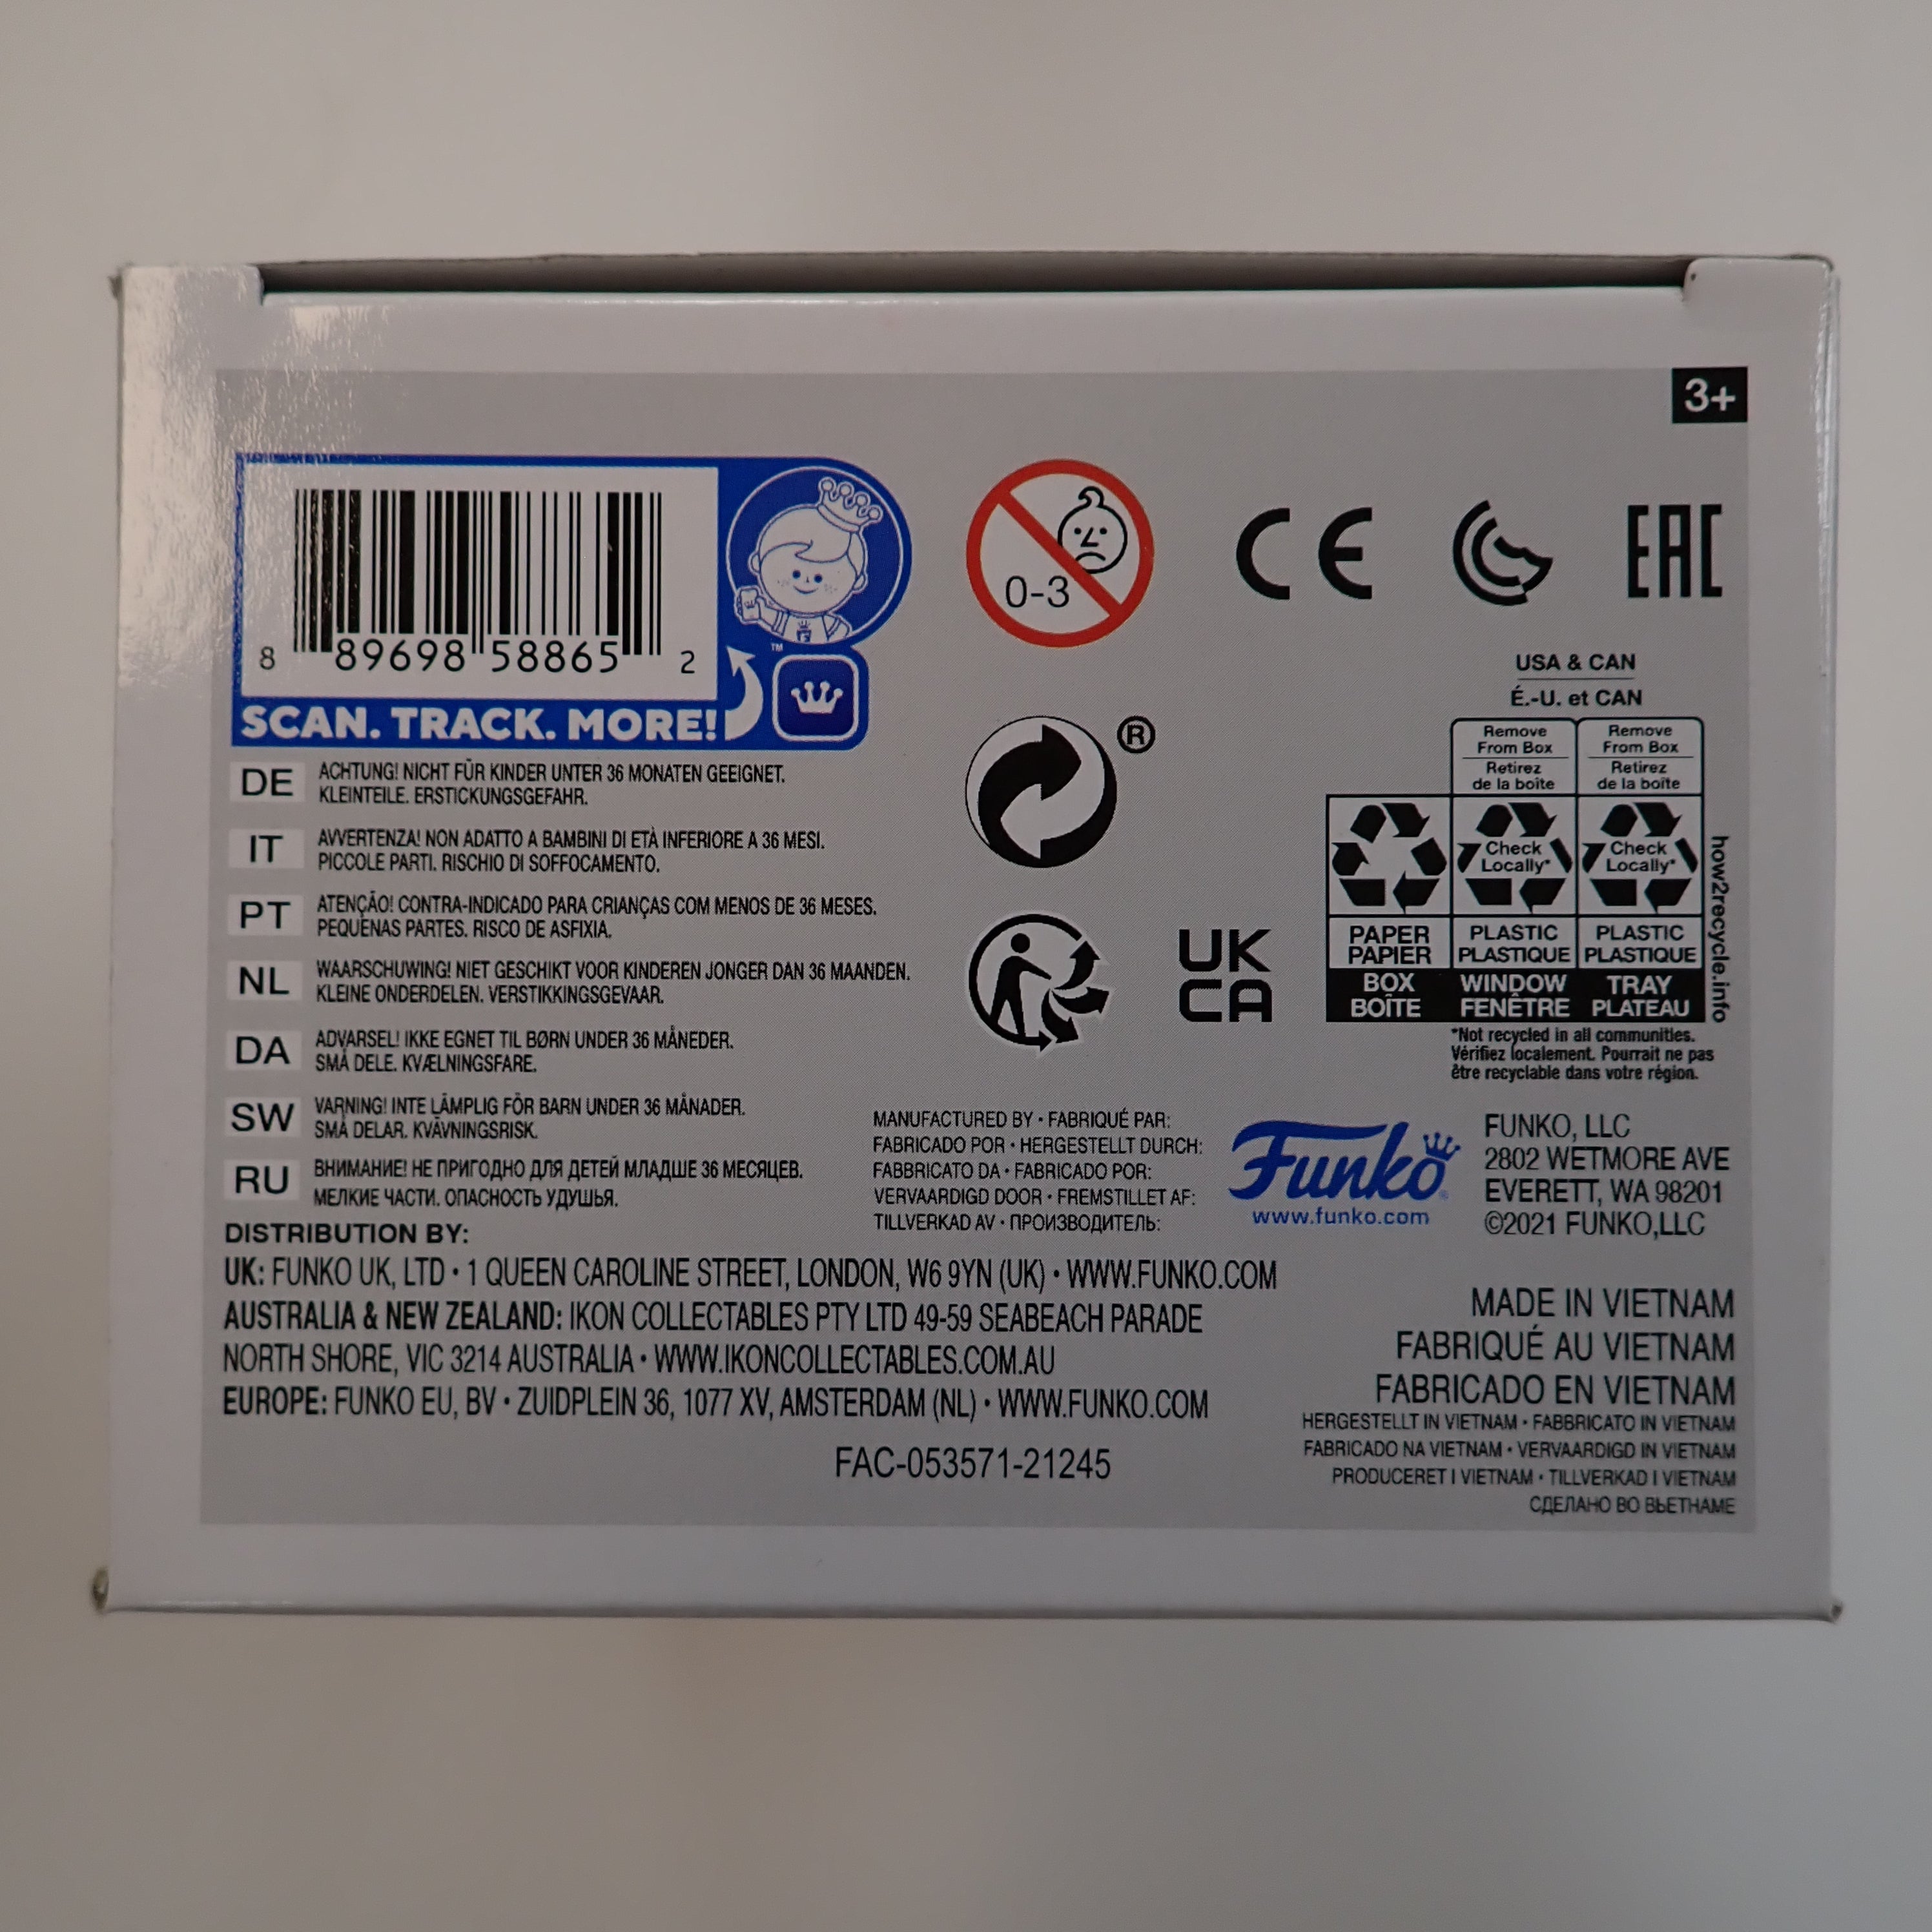 3+
8 89698 58865 2
SCAN. TRACK. MORE!
™
0-3
CE
EAC
DE ACHTUNG! NICHT FÜR KINDER UNTER 36 MONATEN GEEIGNET.
KLEINTEILE. ERSTICKUNGSGEFAHR.
IT AVVERTENZA! NON ADATTO A BAMBINI DI ETÀ INFERIORE A 36 MESI.
PICCOLE PARTI. RISCHIO DI SOFFOCAMENTO.
PT ATENÇÃO! CONTRA-INDICADO PARA CRIANÇAS COM MENOS DE 36 MESES.
PEQUENAS PARTES. RISCO DE ASFIXIA.
NL WAARSCHUWING! NIET GESCHIKT VOOR KINDEREN JONGER DAN 36 MAANDEN.
KLEINE ONDERDELEN. VERSTIKKINGSGEVAAR.
DA ADVARSEL! IKKE EGNET TIL BØRN UNDER 36 MÅNEDER.
SMÅ DELE. KVÆLNINGSFARE.
SW VARNING! INTE LÄMPLIG FÖR BARN UNDER 36 MÅNADER.
SMÅ DELAR. KVÄVNINGSRISK.
RU ВНИМАНИЕ! НЕ ПРИГОДНО ДЛЯ ДЕТЕЙ МЛАДШЕ 36 МЕСЯЦЕВ.
МЕЛКИЕ ЧАСТИ. ОПАСНОСТЬ УДУШЬЯ.
®
UK
CA
USA & CAN
É.-U. et CAN
Remove
From Box
Retirez
de la boîte
Remove
From Box
Retirez
de la boîte
Check
Locally*
Check
Locally*
PAPER
PAPIER
PLASTIC
PLASTIQUE
PLASTIC
PLASTIQUE
BOX
BOÎTE
WINDOW
FENÊTRE
TRAY
PLATEAU
how2recycle.info
*Not recycled in all communities.
Vérifiez localement. Pourrait ne pas
être recyclable dans votre région.
MANUFACTURED BY • FABRIQUÉ PAR:
FABRICADO POR • HERGESTELLT DURCH:
FABBRICATO DA • FABRICADO POR:
VERVAARDIGD DOOR • FREMSTILLET AF:
TILLVERKAD AV • ПРОИЗВОДИТЕЛЬ:
Funko®
www.funko.com
FUNKO, LLC
2802 WETMORE AVE
EVERETT, WA 98201
©2021 FUNKO,LLC
DISTRIBUTION BY:
UK: FUNKO UK, LTD • 1 QUEEN CAROLINE STREET, LONDON, W6 9YN (UK) • WWW.FUNKO.COM
AUSTRALIA & NEW ZEALAND: IKON COLLECTABLES PTY LTD 49-59 SEABEACH PARADE
NORTH SHORE, VIC 3214 AUSTRALIA • WWW.IKONCOLLECTABLES.COM.AU
EUROPE: FUNKO EU, BV • ZUIDPLEIN 36, 1077 XV, AMSTERDAM (NL) • WWW.FUNKO.COM
FAC-053571-21245
MADE IN VIETNAM
FABRIQUÉ AU VIETNAM
FABRICADO EN VIETNAM
HERGESTELLT IN VIETNAM • FABBRICATO IN VIETNAM
FABRICADO NA VIETNAM • VERVAARDIGD IN VIETNAM
PRODUCERET I VIETNAM • TILLVERKAD I VIETNAM
СДЕЛАНО ВО ВЬЕТНАМЕ